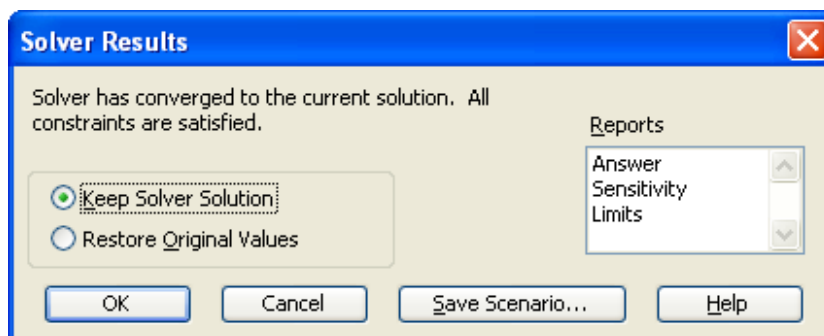 Solver Results
Solver has converged to the current solution. All
constraints are satisfied.
Reports
Answer
Sensitivity
Limits
Keep Solver Solution
Restore Original Values
OK Cancel Save Scenario... Help